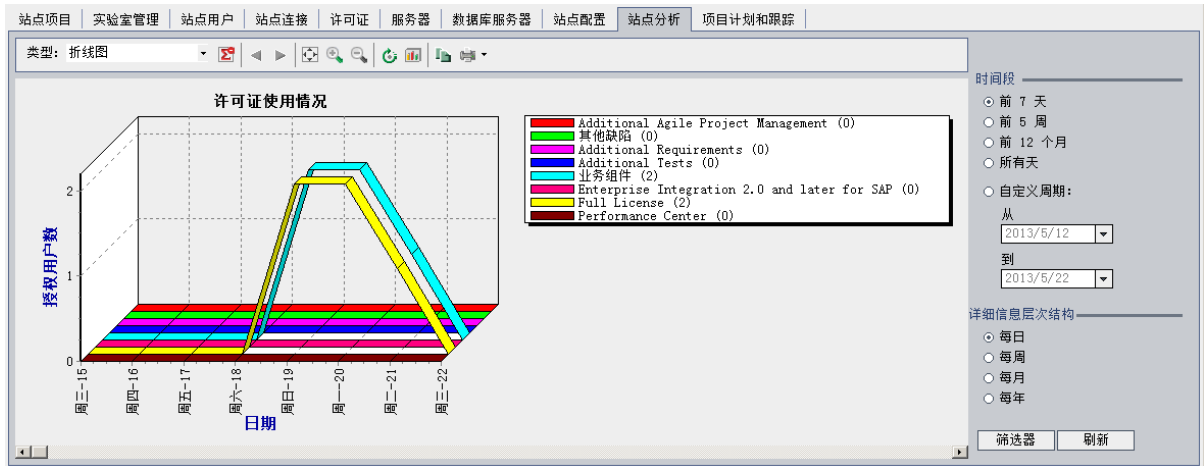 站点项目 实验室管理 站点用户 站点连接 许可证 服务器 数据库服务器 站点配置 站点分析 项目计划和跟踪
类型: 折线图
许可证使用情况
授权用户数
2
1
0
周三-15
周四-16
周五-17
周六-18
周日-19
周一-20
周二-21
周三-22
日期
Additional Agile Project Management (0)
其他缺陷 (0)
Additional Requirements (0)
Additional Tests (0)
业务组件 (2)
Enterprise Integration 2.0 and later for SAP (0)
Full License (2)
Performance Center (0)
时间段
前 7 天
前 5 周
前 12 个月
所有天
自定义周期:
从
2013/5/12
到
2013/5/22
详细信息层次结构
每日
每周
每月
每年
筛选器 刷新